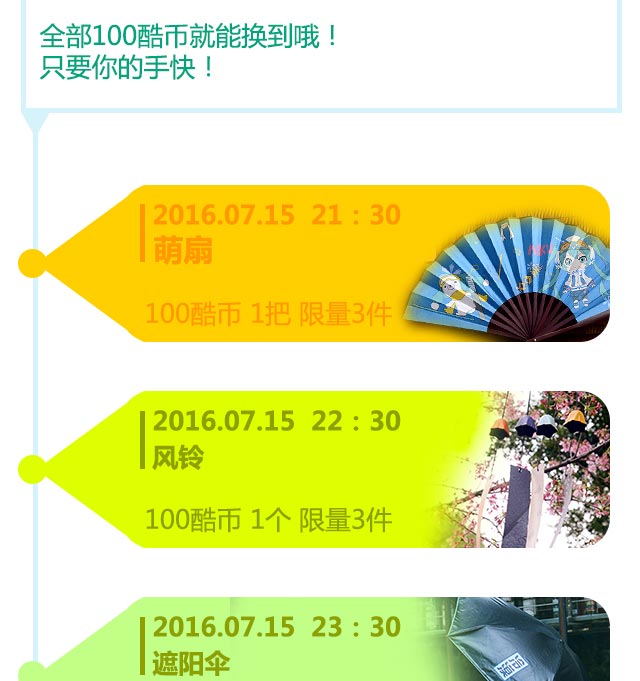 全部100酷币就能换到哦！
只要你的手快！
2016.07.15 21：30
萌扇
100酷币 1把 限量3件
2016.07.15 22：30
风铃
100酷币 1个 限量3件
2016.07.15 23：30
遮阳伞